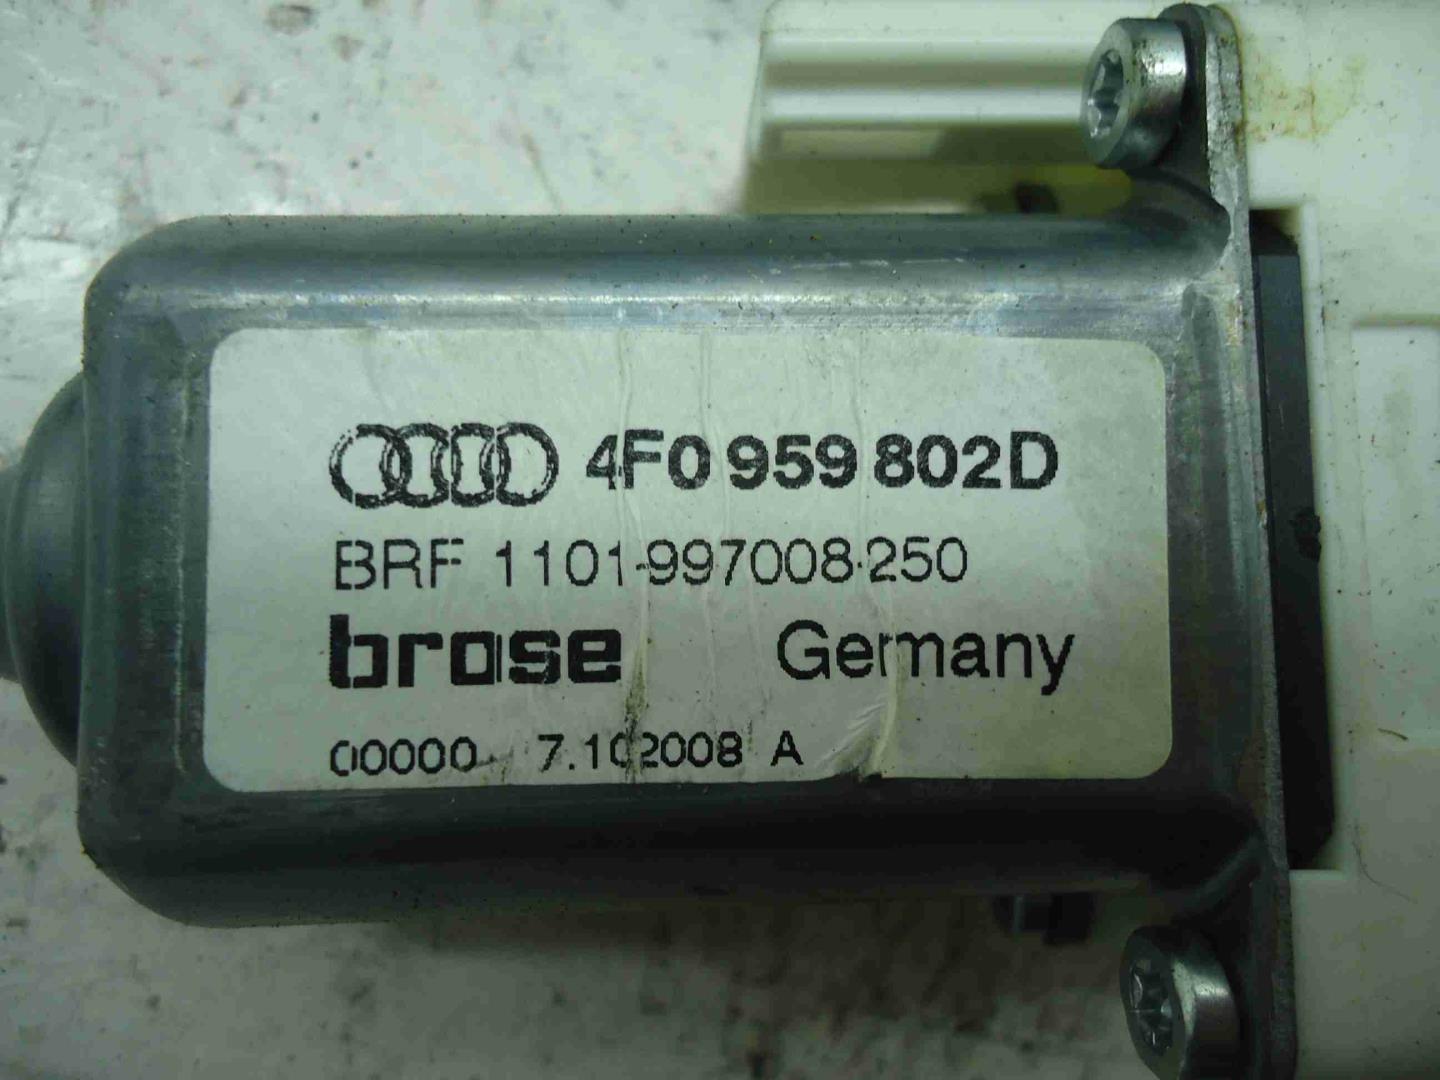 4F0 959 802D
BRF 1101-997008-250
brose Germany
00000 7.102008 A